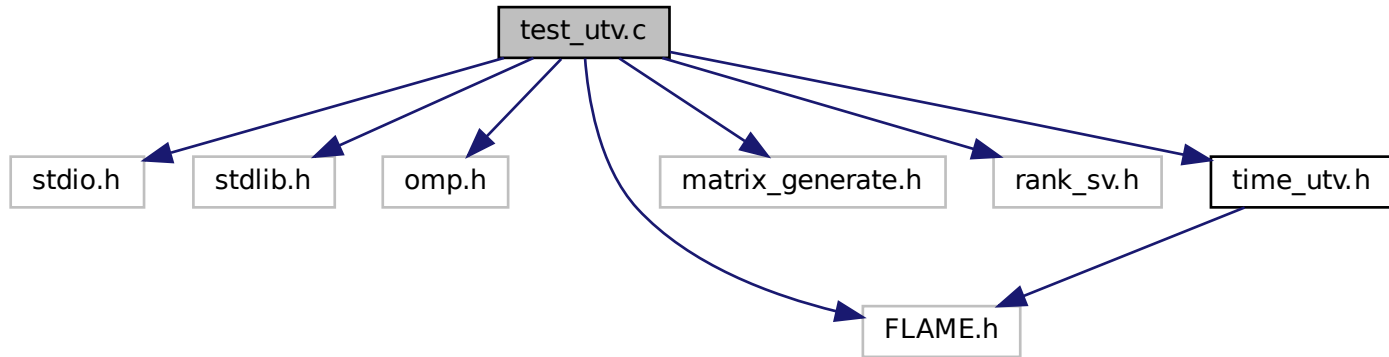 test_utv.c
stdio.h
stdlib.h
omp.h
matrix_generate.h
rank_sv.h
time_utv.h
FLAME.h